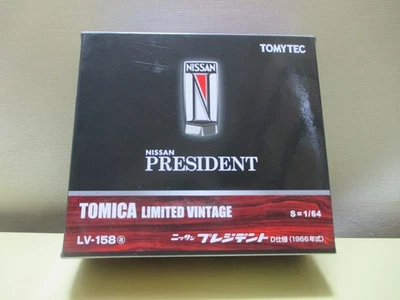 TOMYTEC
NISSAN
N
NISSAN
PRESIDENT
TOMICA LIMITED VINTAGE
S=1/64
LV-158ⓐ
ニッサン プレジデント D仕様(1966年式)